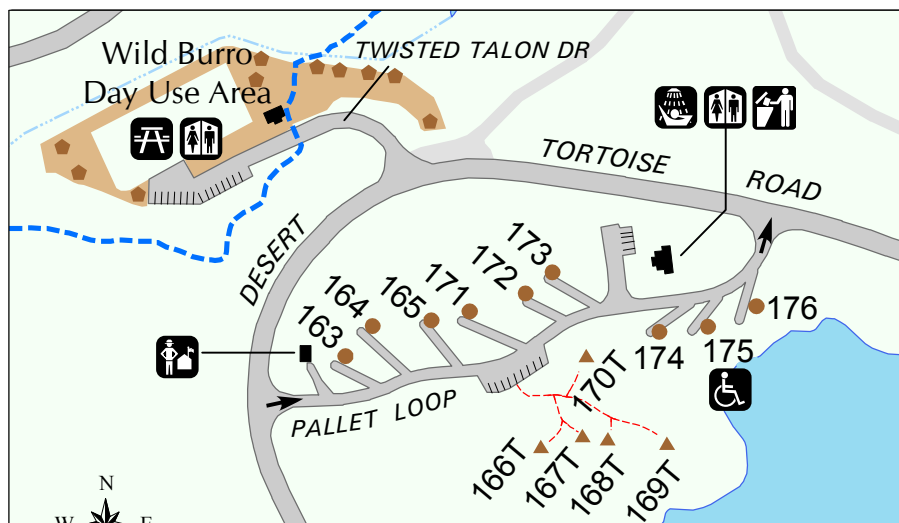 Wild Burro
Day Use Area
TWISTED TALON DR
TORTOISE
ROAD
DESERT
173
172
171
165
164
163
176
175
174
170T
PALLET LOOP
166T
167T
168T
169T
N
W E